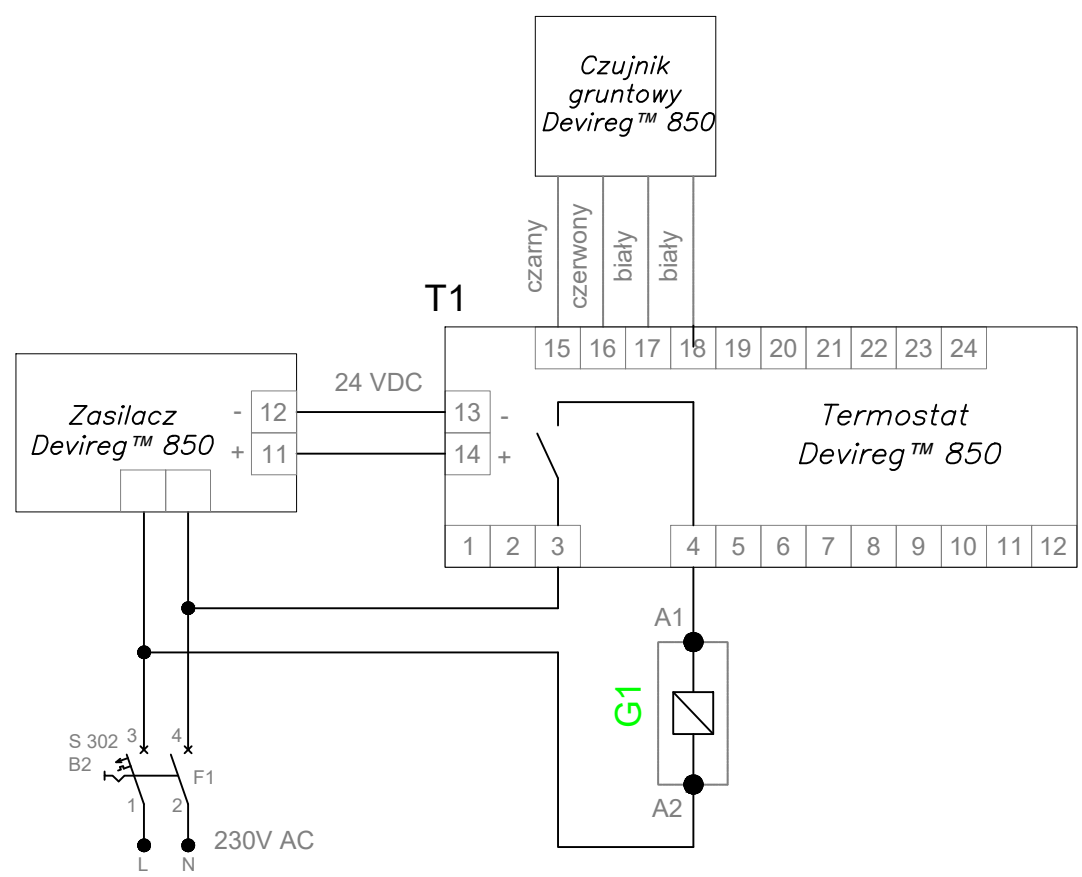 Czujnik
gruntowy
Devireg™ 850
czarny
czerwony
biały
biały
T1
15 16 17 18 19 20 21 22 23 24
24 VDC
Zasilacz
Devireg™ 850
- 12
+ 11
13 -
14 +
Termostat
Devireg™ 850
1 2 3 4 5 6 7 8 9 10 11 12
A1
G1
A2
S 302
B2
3 4
F1
1 2
230V AC
L N